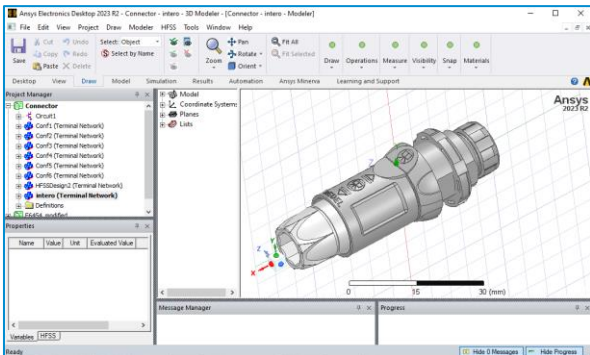 Ansys Electronics Desktop 2023 R2 - Connector - intero - 3D Modeler - [Connector - intero - Modeler]
File Edit View Project Draw Modeler HFSS Tools Window Help
Save
Cut Undo Select: Object
Copy Redo Select by Name
Paste Delete
Zoom
Pan
Rotate
Orient
Fit All
Fit Selected
Draw Operations Measure Visibility Snap Materials
Desktop View Draw Model Simulation Results Automation Ansys Minerva Learning and Support
Project Manager
Connector
Circuit1
Conf1 (Terminal Network)
Conf2 (Terminal Network)
Conf3 (Terminal Network)
Conf4 (Terminal Network)
Conf5 (Terminal Network)
Conf6 (Terminal Network)
HFSSDesign2 (Terminal Network)
intero (Terminal Network)
Definitions
Model
Coordinate Systems
Planes
Lists
Ansys
2023 R2
Z
Z
Y
X
0 15 30 (mm)
Properties
Name Value Unit Evaluated Value
Variables HFSS
Message Manager
Progress
Ready
Hide 0 Messages Hide Progress